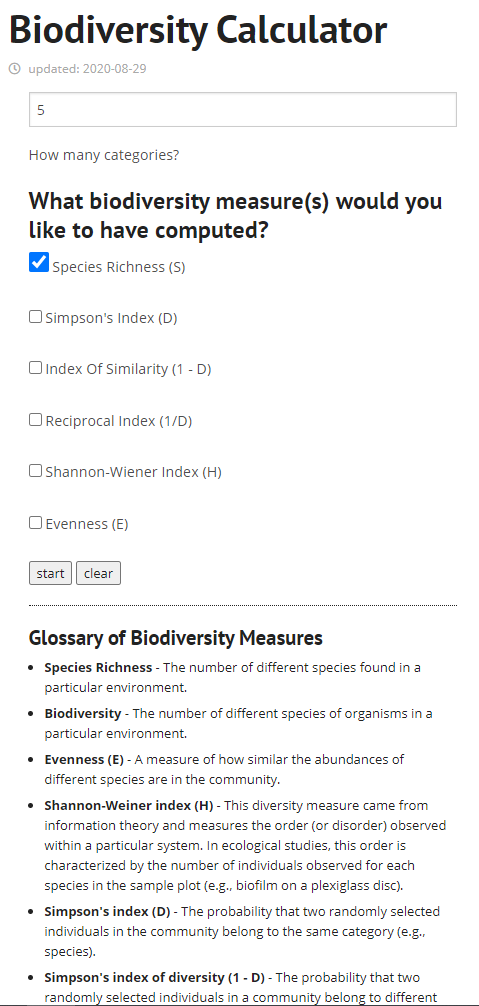 Biodiversity Calculator
updated: 2020-08-29
5
How many categories?
What biodiversity measure(s) would you
like to have computed?
Species Richness (S)
Simpson's Index (D)
Index Of Similarity (1 - D)
Reciprocal Index (1/D)
Shannon-Wiener Index (H)
Evenness (E)
start clear
Glossary of Biodiversity Measures
• Species Richness - The number of different species found in a
particular environment.
• Biodiversity - The number of different species of organisms in a
particular environment.
• Evenness (E) - A measure of how similar the abundances of
different species are in the community.
• Shannon-Weiner index (H) - This diversity measure came from
information theory and measures the order (or disorder) observed
within a particular system. In ecological studies, this order is
characterized by the number of individuals observed for each
species in the sample plot (e.g., biofilm on a plexiglass disc).
• Simpson's index (D) - The probability that two randomly selected
individuals in the community belong to the same category (e.g.,
species).
• Simpson's index of diversity (1 - D) - The probability that two
randomly selected individuals in a community belong to different